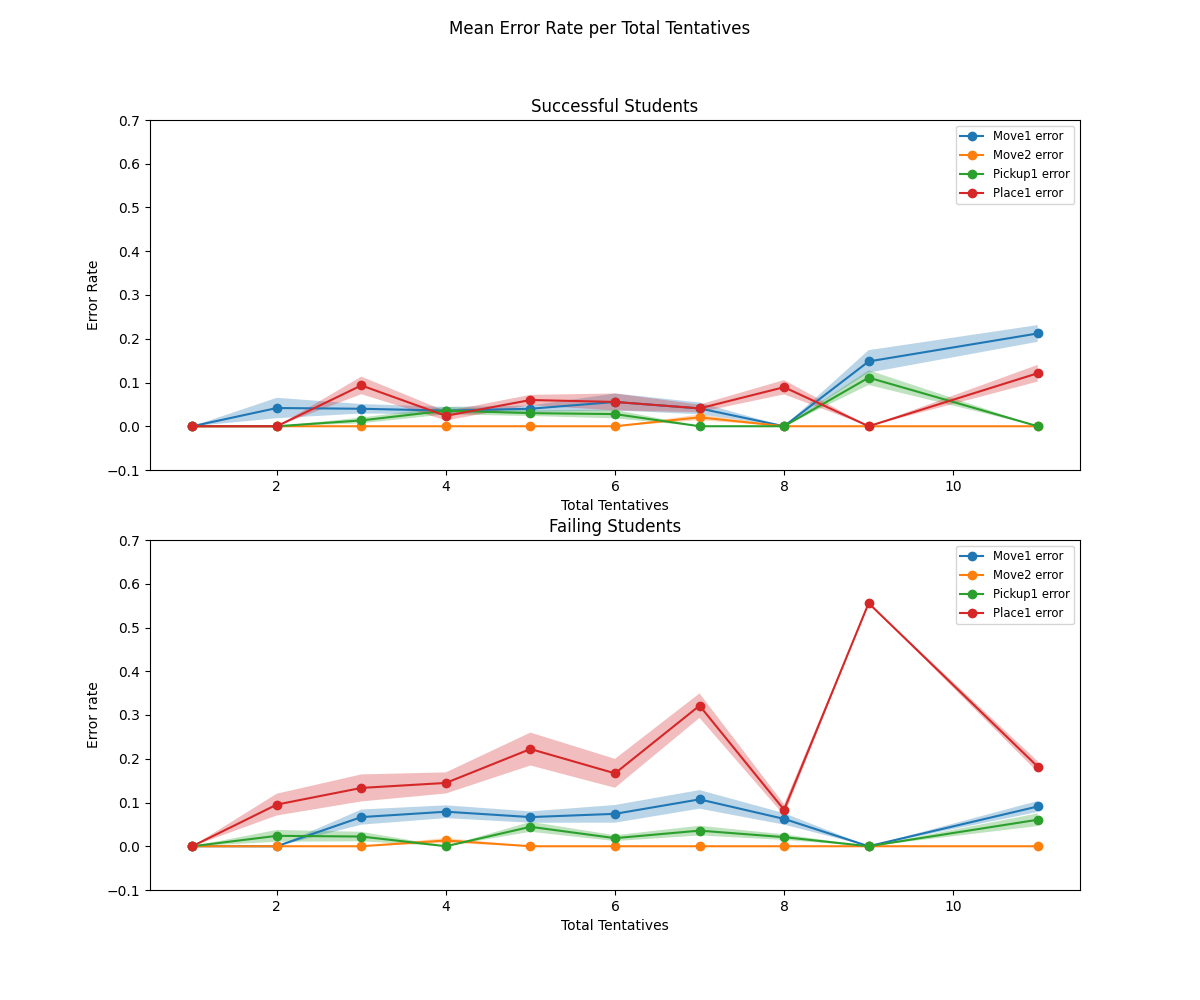 Mean Error Rate per Total Tentatives
Successful Students
0.7
0.6
0.5
0.4
0.3
0.2
0.1
0.0
−0.1
Error Rate
Move1 error
Move2 error
Pickup1 error
Place1 error
2 4 6 8 10
Total Tentatives
Failing Students
0.7
0.6
0.5
0.4
0.3
0.2
0.1
0.0
−0.1
Error rate
Move1 error
Move2 error
Pickup1 error
Place1 error
2 4 6 8 10
Total Tentatives